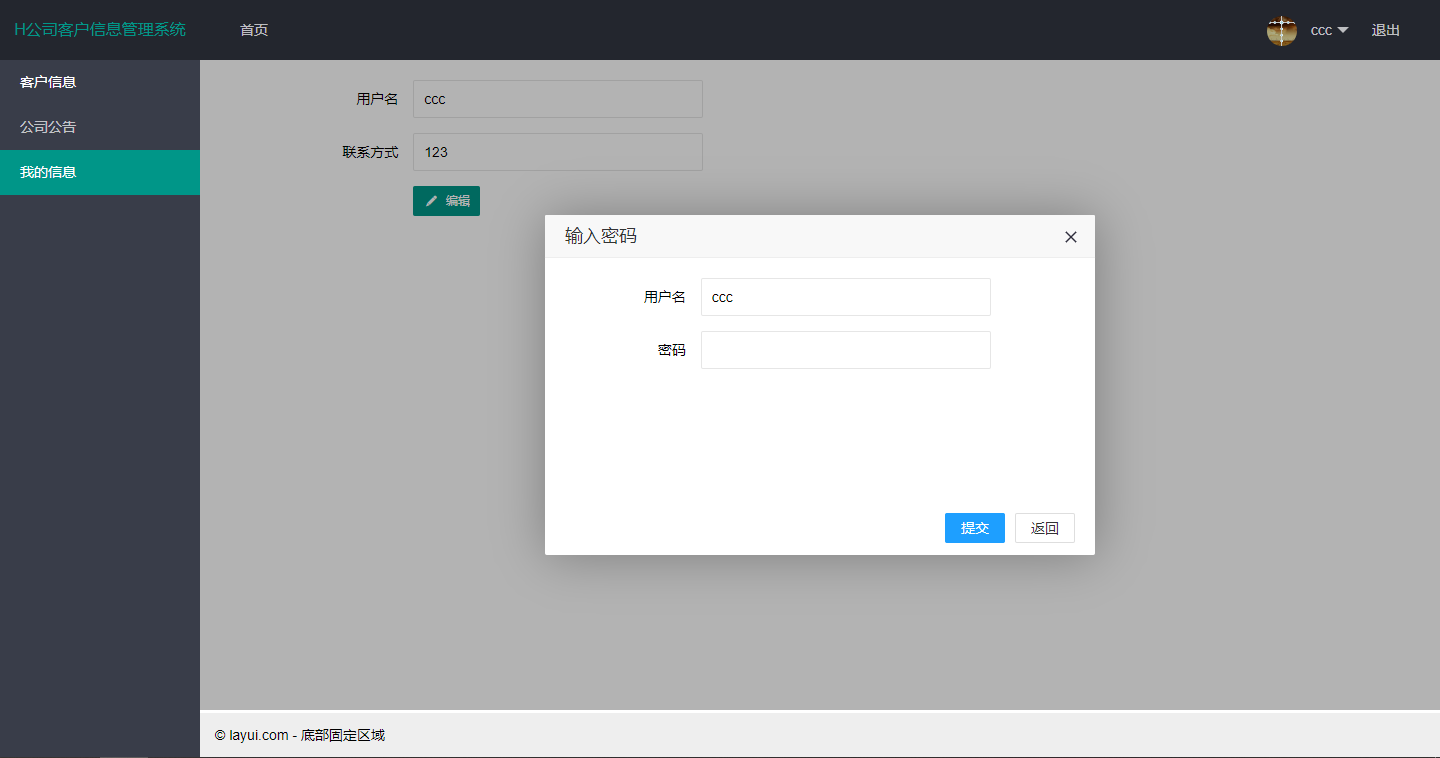 H公司客户信息管理系统
首页
ccc
退出
客户信息
公司公告
我的信息
用户名
ccc
联系方式
123
编辑
输入密码
用户名
ccc
密码
提交
返回
© layui.com - 底部固定区域